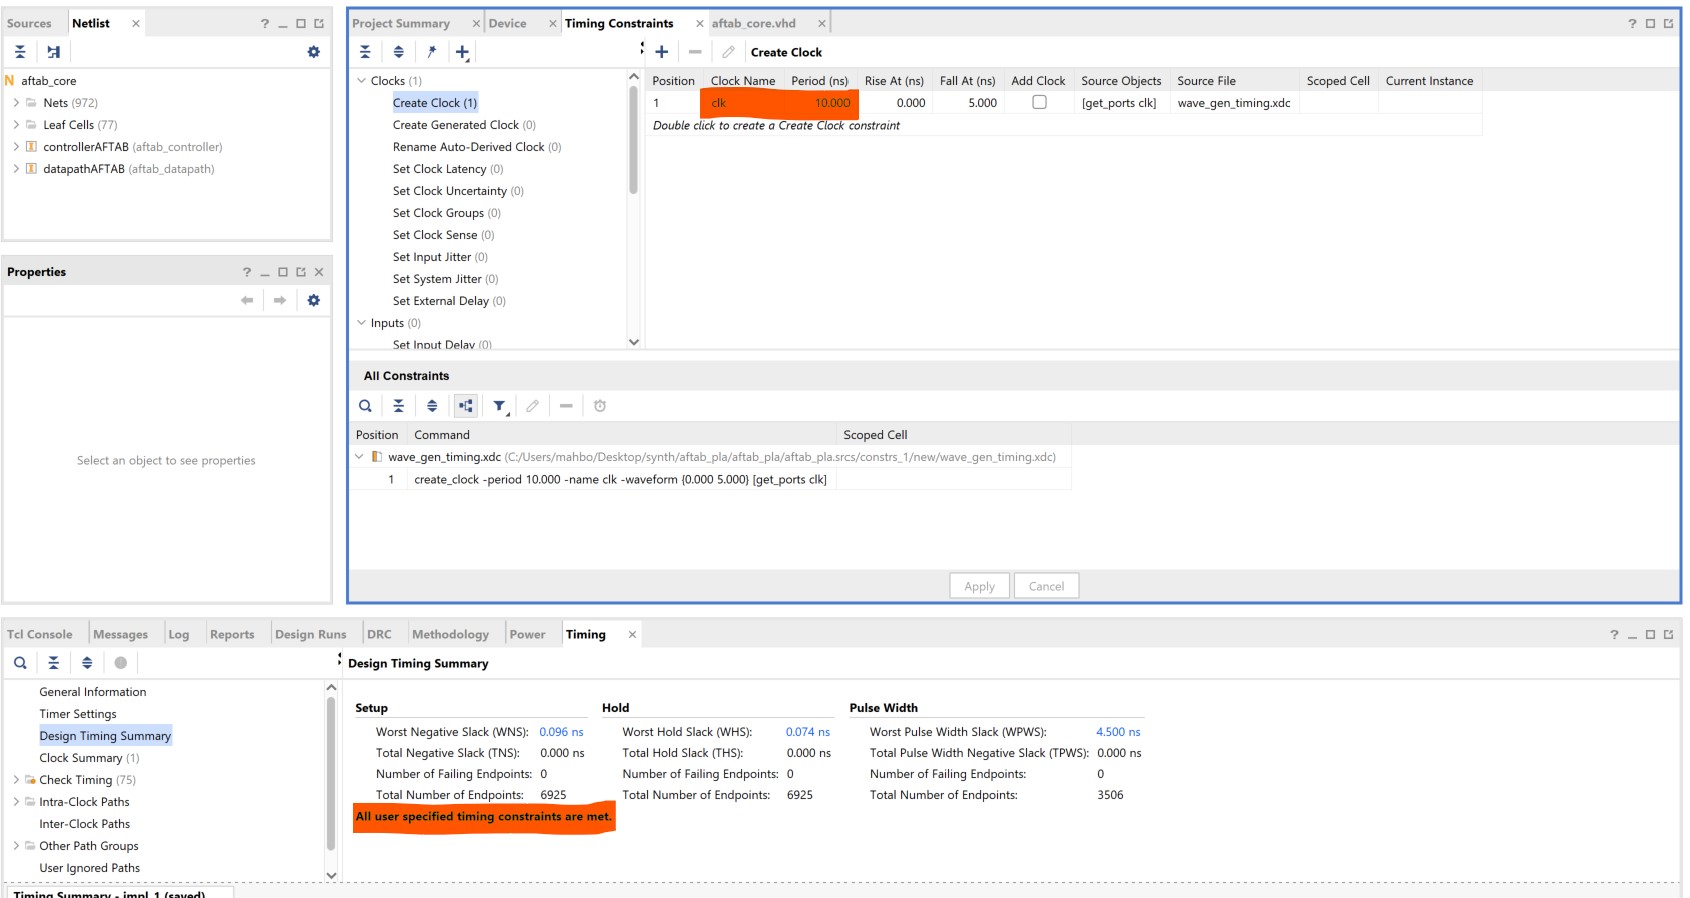 Sources Netlist
aftab_core
Nets (972)
Leaf Cells (77)
controllerAFTAB (aftab_controller)
datapathAFTAB (aftab_datapath)
Properties
Select an object to see properties
Project Summary Device Timing Constraints aftab_core.vhd
Clocks (1)
Create Clock (1)
Create Generated Clock (0)
Rename Auto-Derived Clock (0)
Set Clock Latency (0)
Set Clock Uncertainty (0)
Set Clock Groups (0)
Set Clock Sense (0)
Set Input Jitter (0)
Set System Jitter (0)
Set External Delay (0)
Inputs (0)
Set Input Delay (0)
Create Clock
Position Clock Name Period (ns) Rise At (ns) Fall At (ns) Add Clock Source Objects Source File Scoped Cell Current Instance
1 clk 10.000 0.000 5.000 [get_ports clk] wave_gen_timing.xdc
Double click to create a Create Clock constraint
All Constraints
Position Command Scoped Cell
wave_gen_timing.xdc (C:/Users/mahbo/Desktop/synth/aftab_pla/aftab_pla/aftab_pla.srcs/constrs_1/new/wave_gen_timing.xdc)
1 create_clock -period 10.000 -name clk -waveform {0.000 5.000} [get_ports clk]
Apply Cancel
Tcl Console Messages Log Reports Design Runs DRC Methodology Power Timing
General Information
Timer Settings
Design Timing Summary
Clock Summary (1)
Check Timing (75)
Intra-Clock Paths
Inter-Clock Paths
Other Path Groups
User Ignored Paths
Design Timing Summary
Setup Hold Pulse Width
Worst Negative Slack (WNS): 0.096 ns Worst Hold Slack (WHS): 0.074 ns Worst Pulse Width Slack (WPWS): 4.500 ns
Total Negative Slack (TNS): 0.000 ns Total Hold Slack (THS): 0.000 ns Total Pulse Width Negative Slack (TPWS): 0.000 ns
Number of Failing Endpoints: 0 Number of Failing Endpoints: 0 Number of Failing Endpoints: 0
Total Number of Endpoints: 6925 Total Number of Endpoints: 6925 Total Number of Endpoints: 3506
All user specified timing constraints are met.
Timing Summary - impl_1 (saved)